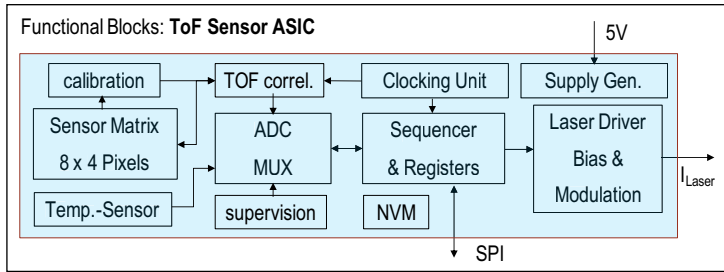 Functional Blocks: ToF Sensor ASIC
5V
calibration
TOF correl.
Clocking Unit
Supply Gen.
Sensor Matrix
8 x 4 Pixels
ADC
MUX
Sequencer
& Registers
Laser Driver
Bias &
Modulation
I Laser
Temp.-Sensor
supervision
NVM
SPI